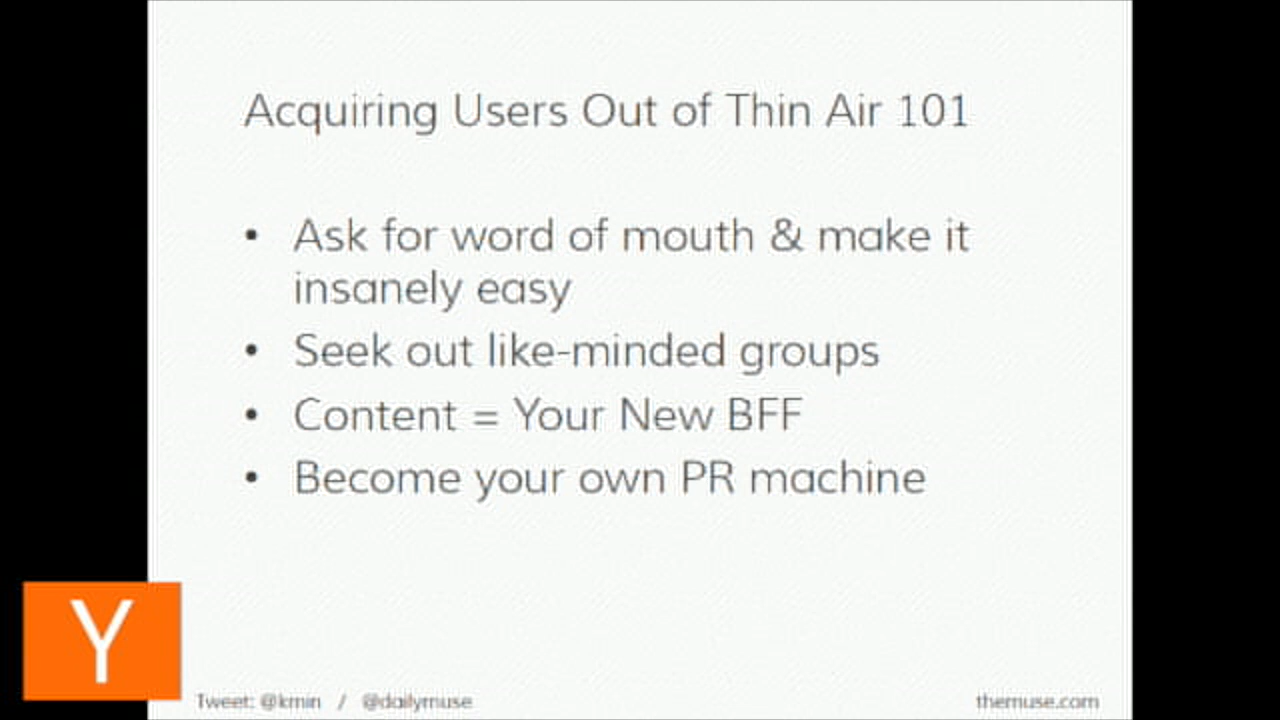 Acquiring Users Out of Thin Air 101
• Ask for word of mouth & make it
insanely easy
• Seek out like-minded groups
• Content = Your New BFF
• Become your own PR machine
Y
Tweet: @kmin / @dailymuse
themuse.com